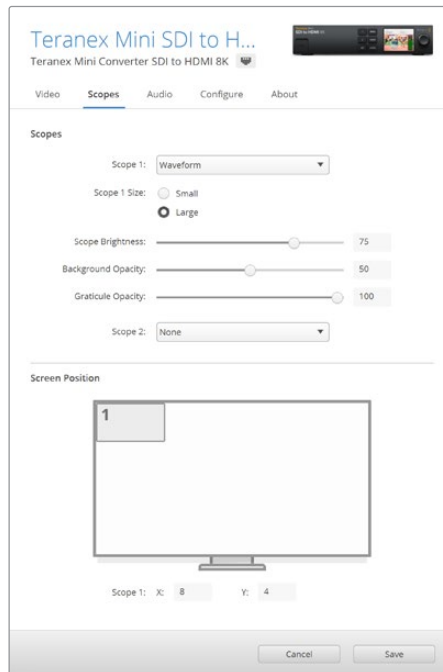 Teranex Mini SDI to H...
Teranex Mini Converter SDI to HDMI 8K
Video Scopes Audio Configure About
Scopes
Scope 1: Waveform
Scope 1 Size: Small
Large
Scope Brightness: 75
Background Opacity: 50
Graticule Opacity: 100
Scope 2: None
Screen Position
1
Scope 1: X: 8 Y: 4
Cancel Save